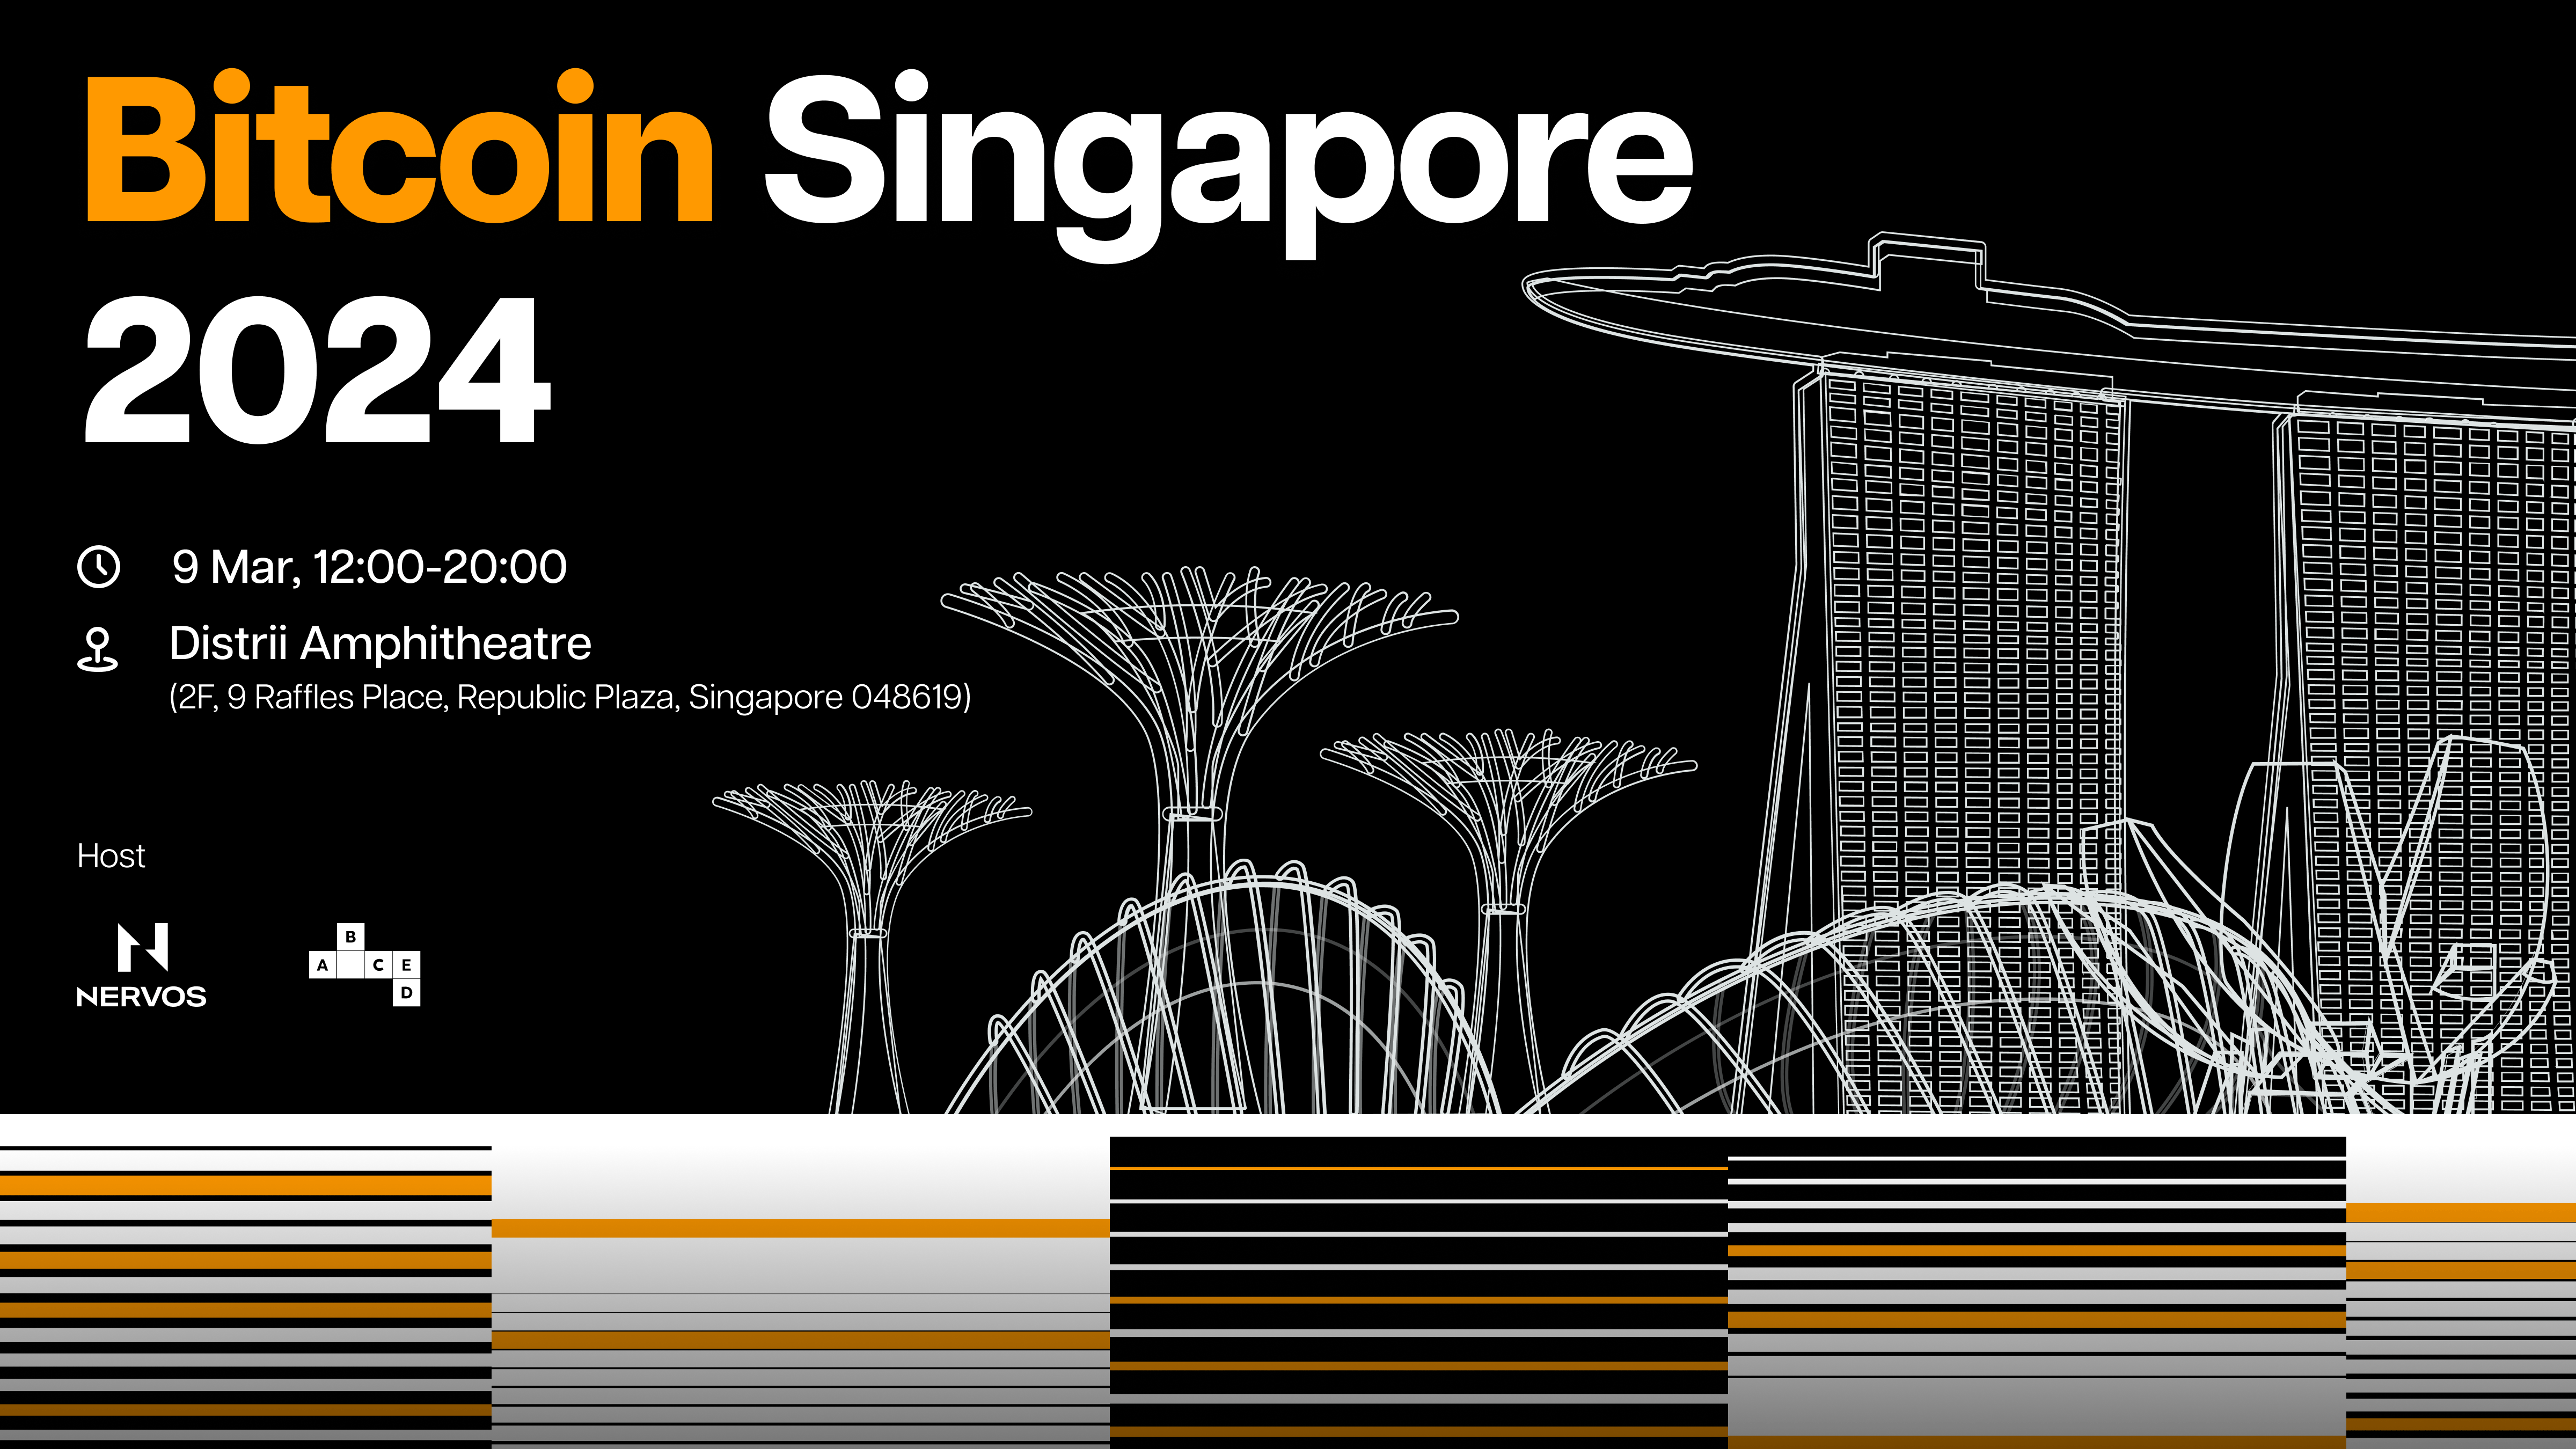 Bitcoin Singapore
2024
9 Mar, 12:00-20:00
Distrii Amphitheatre
(2F, 9 Raffles Place, Republic Plaza, Singapore 048619)
Host
NERVOS
B
A CE
D